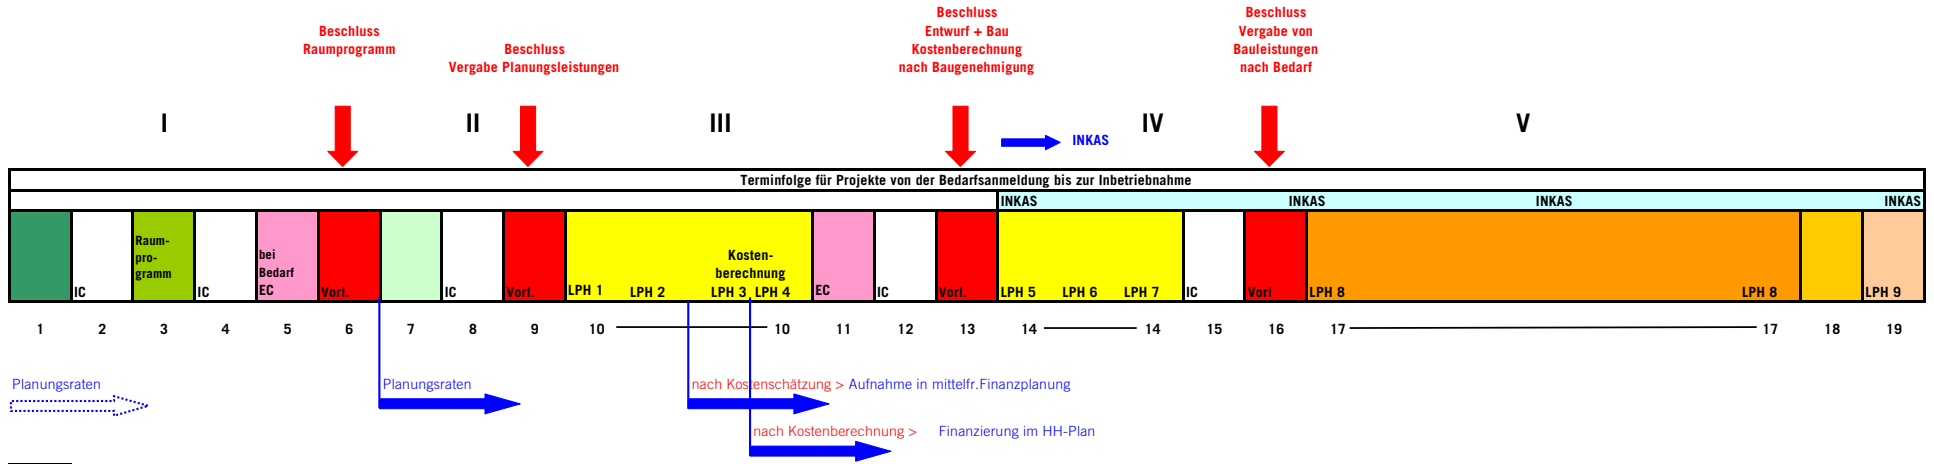 Beschluss
Raumprogramm
Beschluss
Vergabe Planungsleistungen
Beschluss
Entwurf + Bau
Kostenberechnung
nach Baugenehmigung
Beschluss
Vergabe von
Bauleistungen
nach Bedarf
I II III IV V
INKAS
Terminfolge für Projekte von der Bedarfsanmeldung bis zur Inbetriebnahme
INKAS INKAS INKAS INKAS
Raum-
pro-
gramm
bei
Bedarf
EC
Kosten-
berechnung
IC IC Vorl. IC Vorl. LPH 1 LPH 2 LPH 3 LPH 4 EC IC Vorl. LPH 5 LPH 6 LPH 7 IC Vorl LPH 8 LPH 8 LPH 9
1 2 3 4 5 6 7 8 9 10 10 11 12 13 14 14 15 16 17 17 18 19
Planungsraten Planungsraten nach Kostenschätzung > Aufnahme in mittelfr.Finanzplanung
nach Kostenberechnung > Finanzierung im HH-Plan